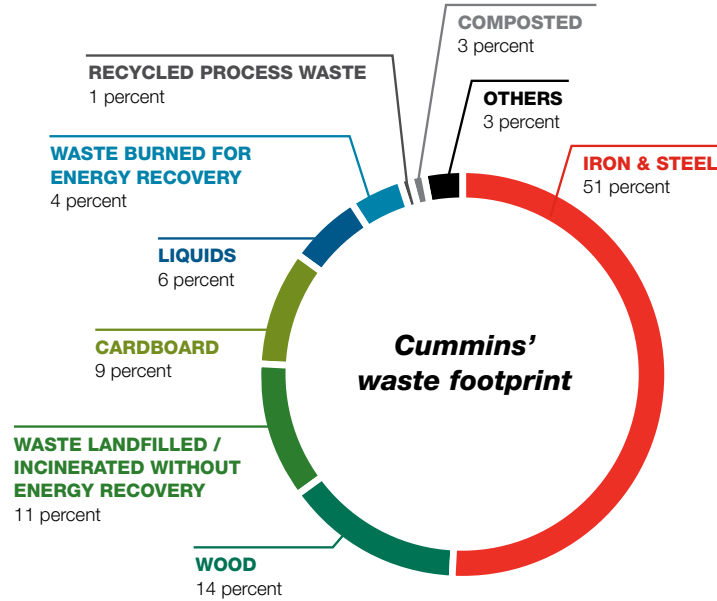 COMPOSTED
3 percent
RECYCLED PROCESS WASTE
1 percent
OTHERS
3 percent
WASTE BURNED FOR
ENERGY RECOVERY
4 percent
IRON & STEEL
51 percent
LIQUIDS
6 percent
CARDBOARD
9 percent
Cummins’
waste footprint
WASTE LANDFILLED /
INCINERATED WITHOUT
ENERGY RECOVERY
11 percent
WOOD
14 percent